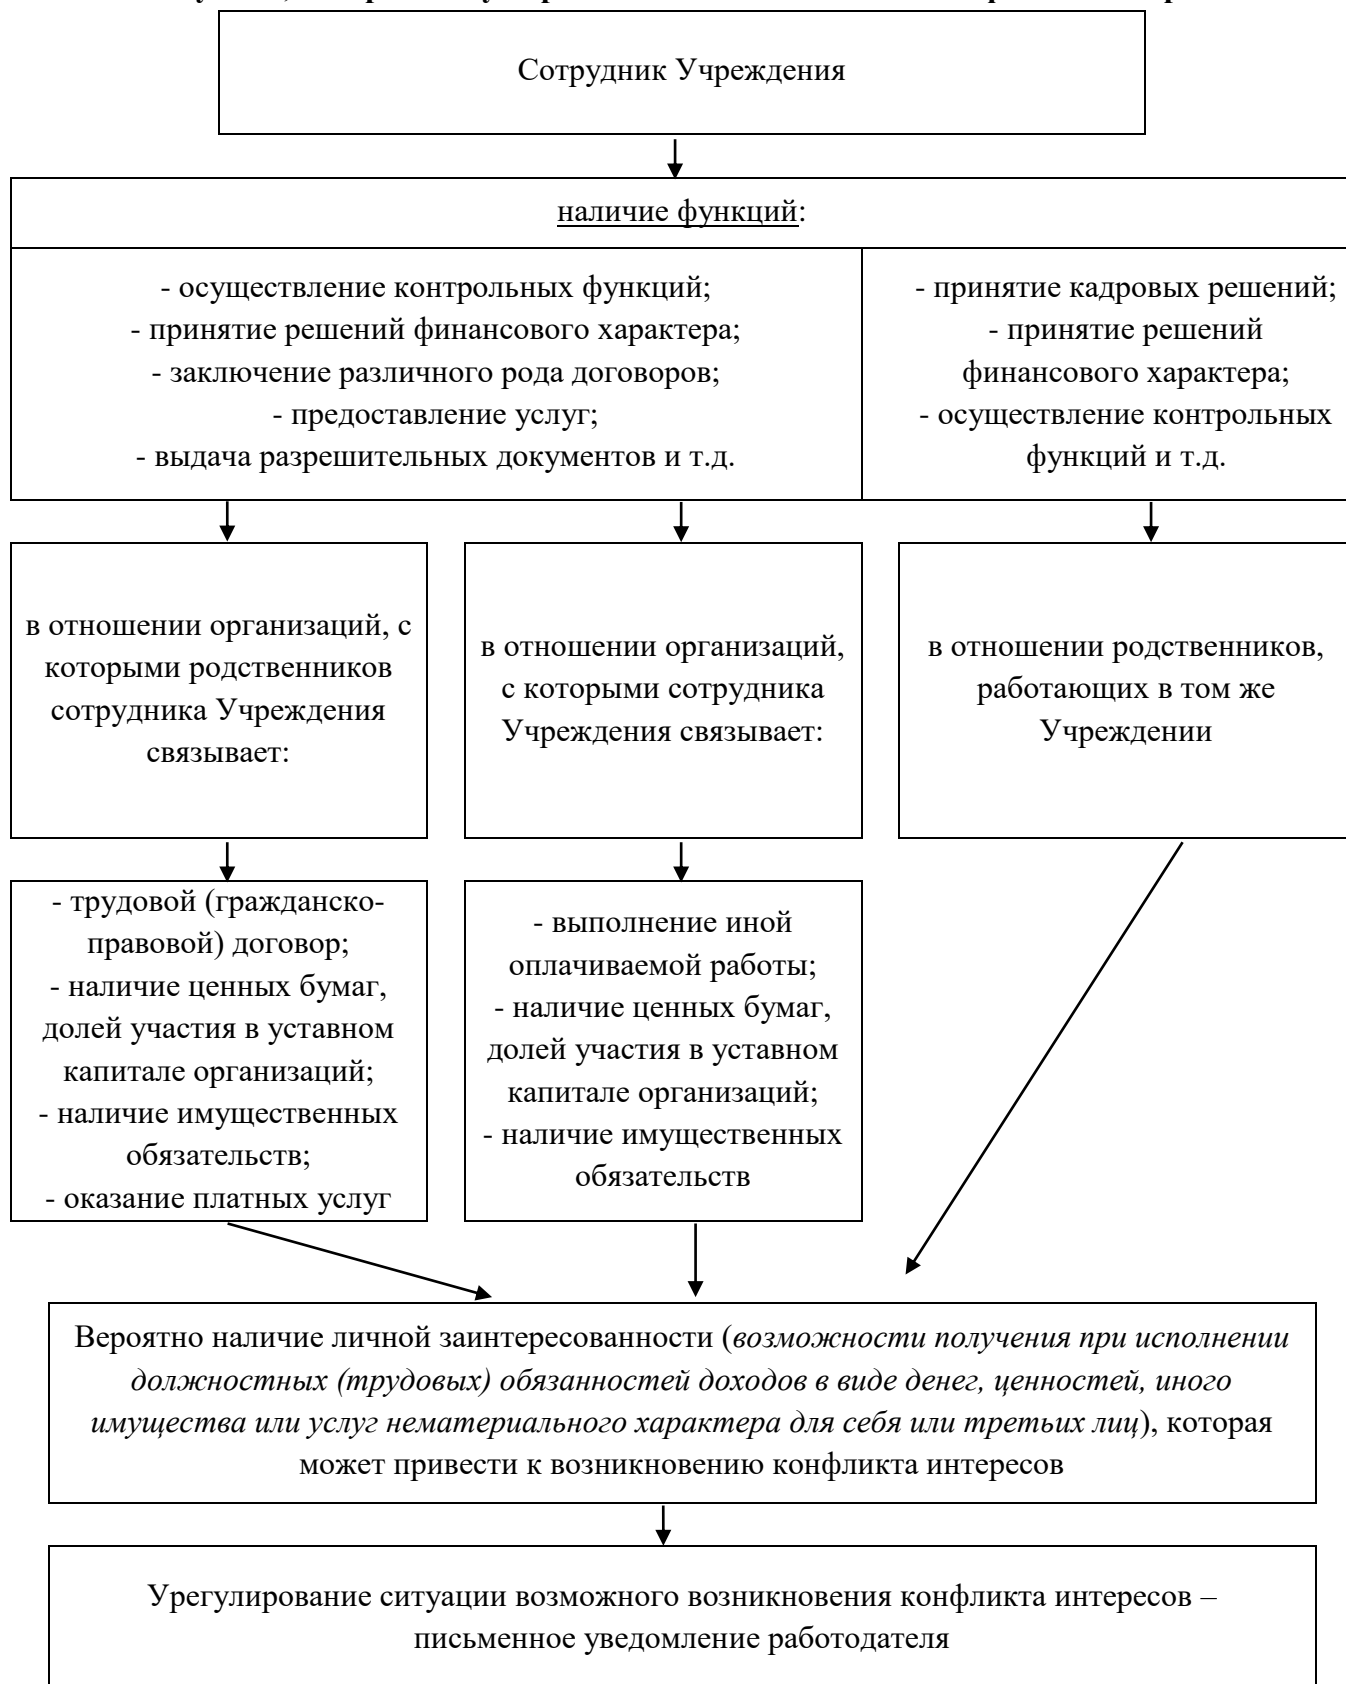 Сотрудник Учреждения
наличие функций:
- осуществление контрольных функций;
- принятие решений финансового характера;
- заключение различного рода договоров;
- предоставление услуг;
- выдача разрешительных документов и т.д.
- принятие кадровых решений;
- принятие решений
финансового характера;
- осуществление контрольных
функций и т.д.
в отношении организаций, с
которыми родственников
сотрудника Учреждения
связывает:
в отношении организаций,
с которыми сотрудника
Учреждения связывает:
в отношении родственников,
работающих в том же
Учреждении
- трудовой (гражданско-
правовой) договор;
- наличие ценных бумаг,
долей участия в уставном
капитале организаций;
- наличие имущественных
обязательств;
- оказание платных услуг
- выполнение иной
оплачиваемой работы;
- наличие ценных бумаг,
долей участия в уставном
капитале организаций;
- наличие имущественных
обязательств
Вероятно наличие личной заинтересованности (возможности получения при исполнении
должностных (трудовых) обязанностей доходов в виде денег, ценностей, иного
имущества или услуг нематериального характера для себя или третьих лиц), которая
может привести к возникновению конфликта интересов
Урегулирование ситуации возможного возникновения конфликта интересов –
письменное уведомление работодателя